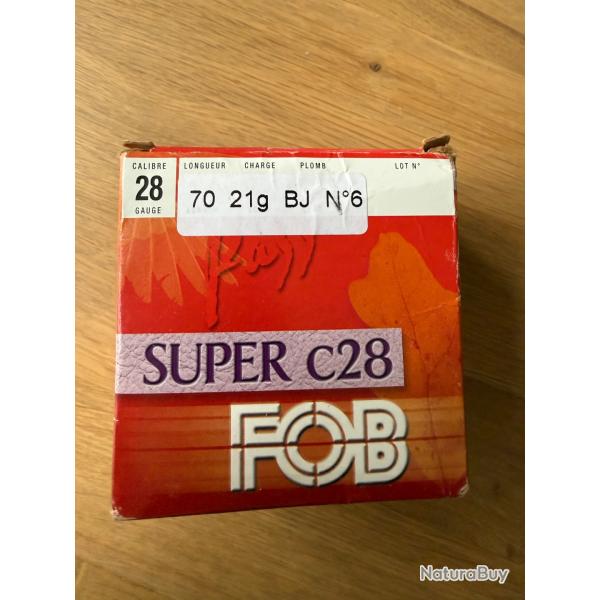 CALIBRE LONGUEUR CHARGE PLOMB LOT N°
28 70 21g BJ N°6
GAUGE
SUPER C28
FOB
NaturaBuy